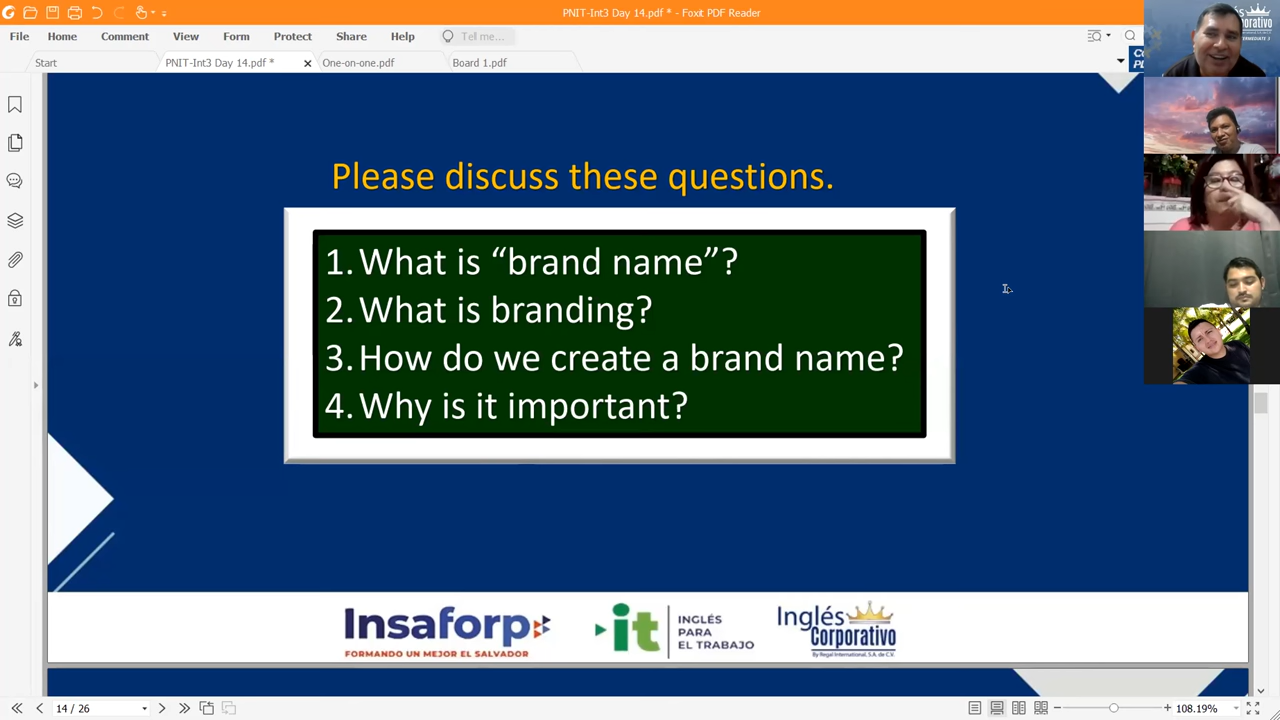 PNIT-Int3 Day 14.pdf * - Foxit PDF Reader
File Home Comment View Form Protect Share Help Tell me...
Start PNIT-Int3 Day 14.pdf * One-on-one.pdf Board 1.pdf
Please discuss these questions.
1. What is “brand name”?
2. What is branding?
3. How do we create a brand name?
4. Why is it important?
Insaforp
FORMANDO UN MEJOR EL SALVADOR
it
INGLÉS
PARA
EL TRABAJO
Inglés
Corporativo
By Regal International, S.A. de C.V.
14 / 26
108.19%